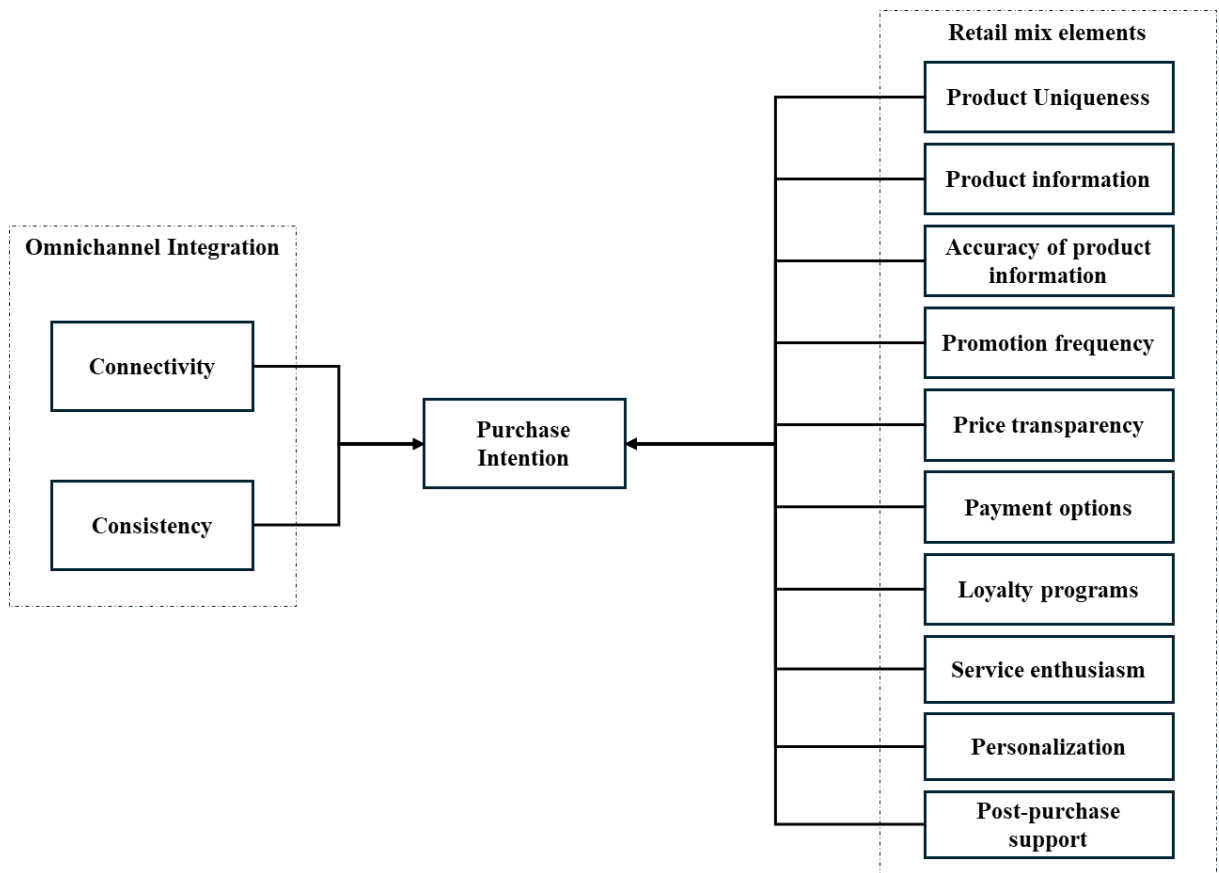 Omnichannel Integration
Connectivity
Consistency
Purchase
Intention
Retail mix elements
Product Uniqueness
Product information
Accuracy of product
information
Promotion frequency
Price transparency
Payment options
Loyalty programs
Service enthusiasm
Personalization
Post-purchase
support